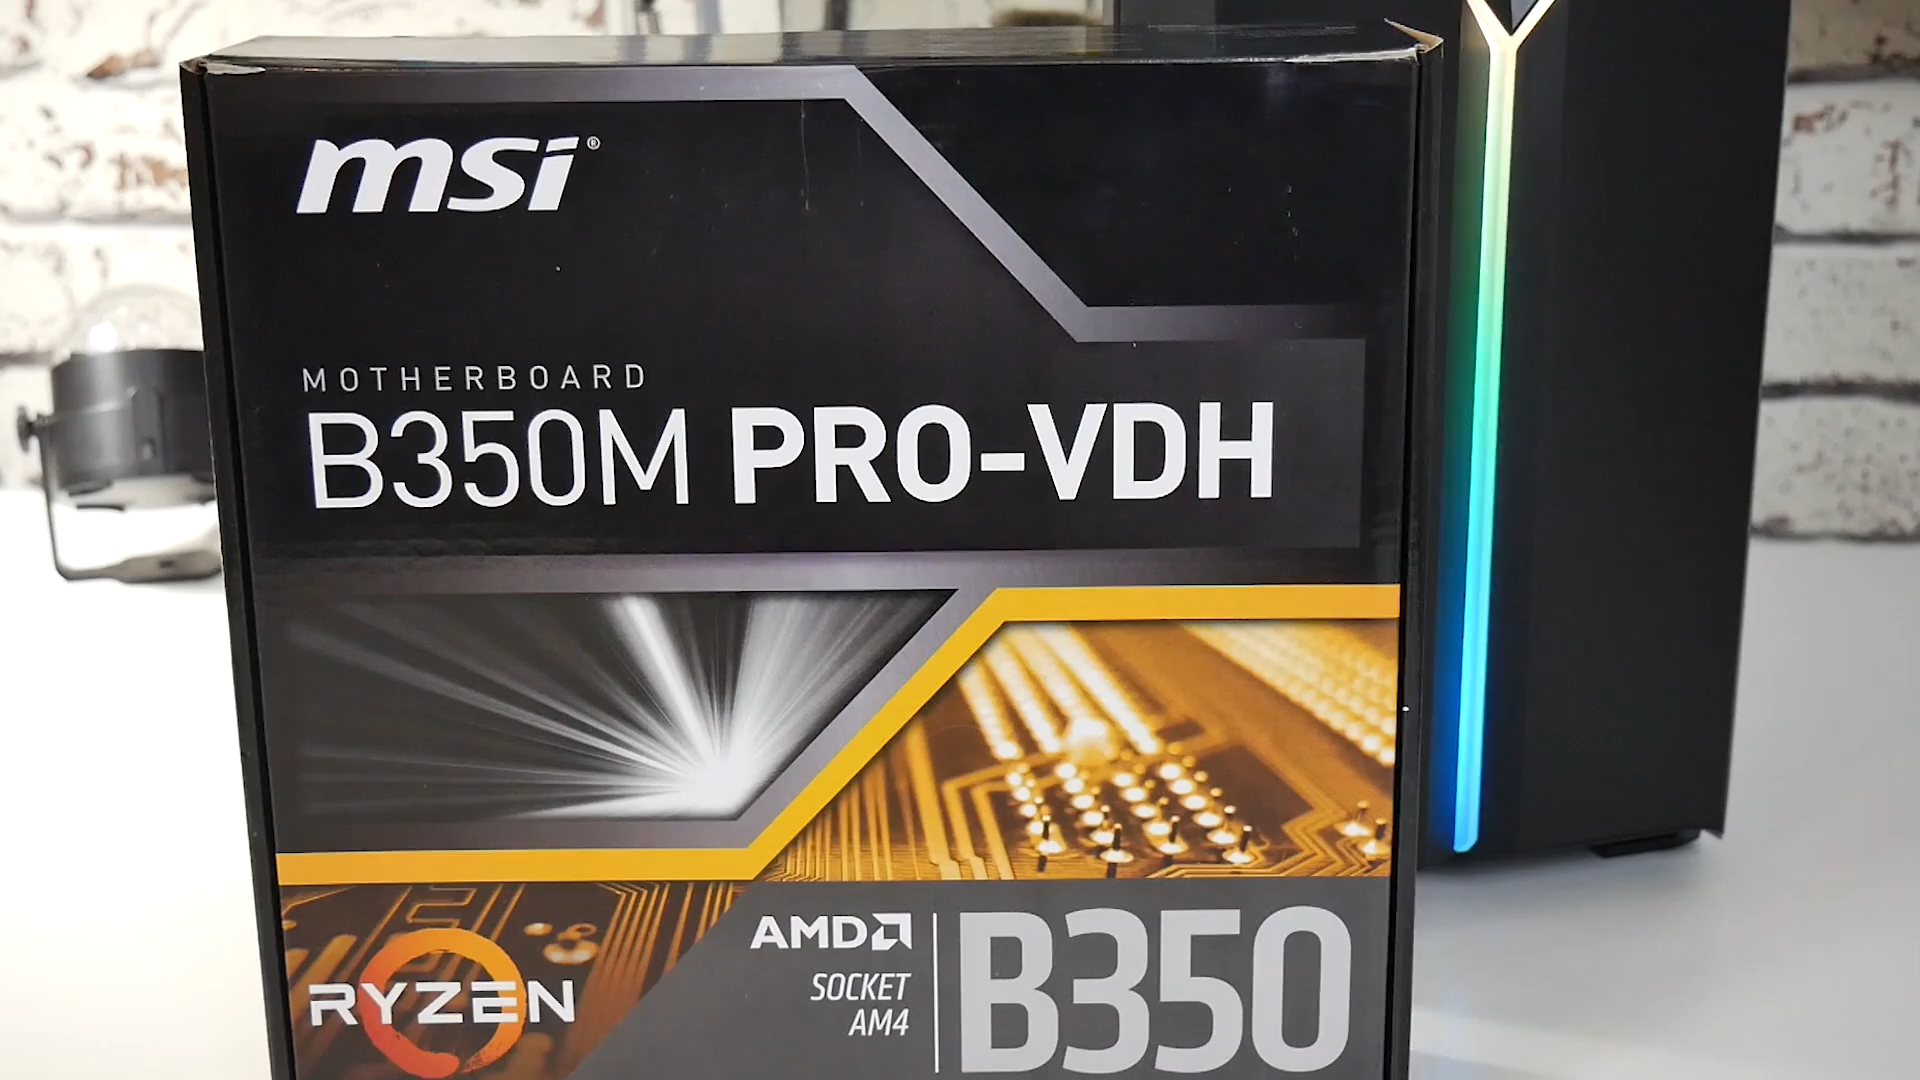 msi®
MOTHERBOARD
B350M PRO-VDH
RYZEN
AMD
SOCKET
AM4
B350